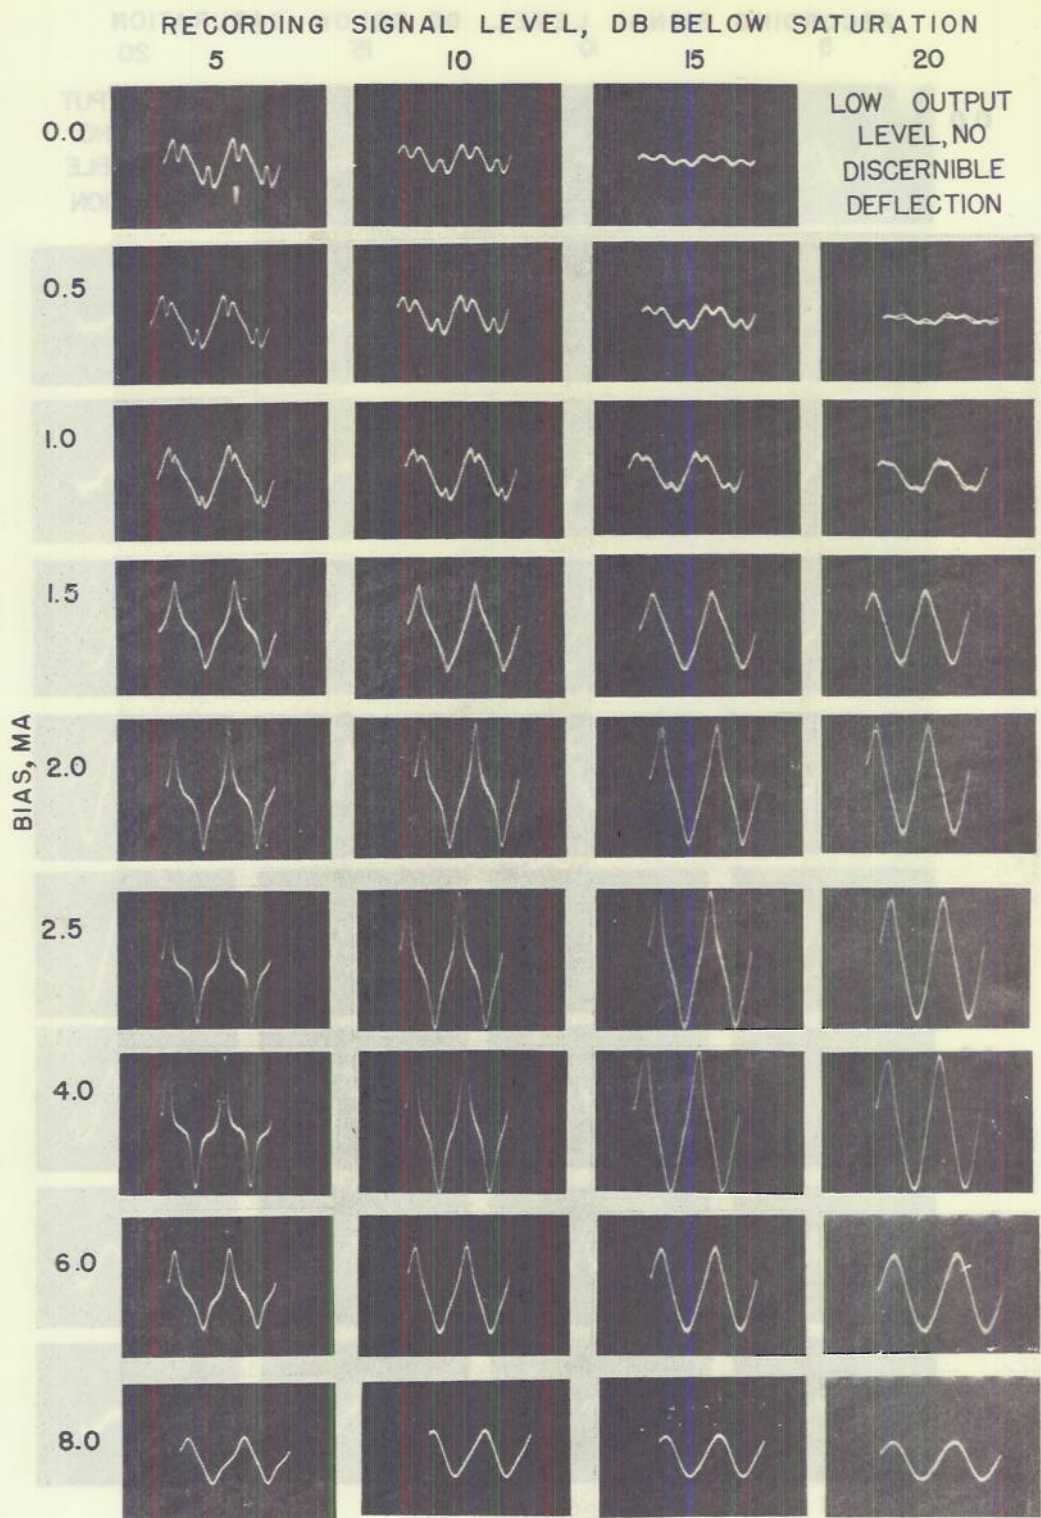 RECORDING SIGNAL LEVEL, DB BELOW SATURATION
5 10 15 20
0.0
LOW OUTPUT
LEVEL, NO
DISCERNIBLE
DEFLECTION
0.5
1.0
1.5
BIAS, MA
2.0
2.5
4.0
6.0
8.0